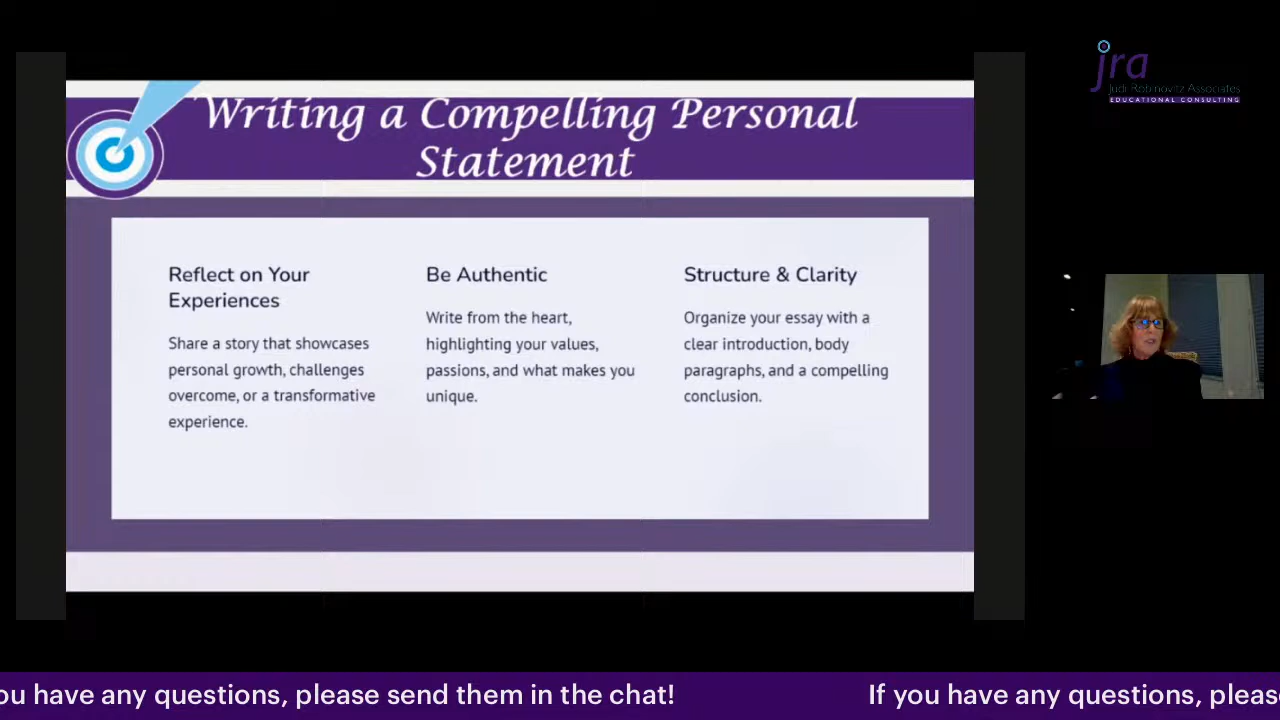 Writing a Compelling Personal
Statement
Reflect on Your
Experiences
Share a story that showcases
personal growth, challenges
overcome, or a transformative
experience.
Be Authentic
Write from the heart,
highlighting your values,
passions, and what makes you
unique.
Structure & Clarity
Organize your essay with a
clear introduction, body
paragraphs, and a compelling
conclusion.
jra
Judi Robinovitz Associates
EDUCATIONAL CONSULTING
ou have any questions, please send them in the chat! If you have any questions, please